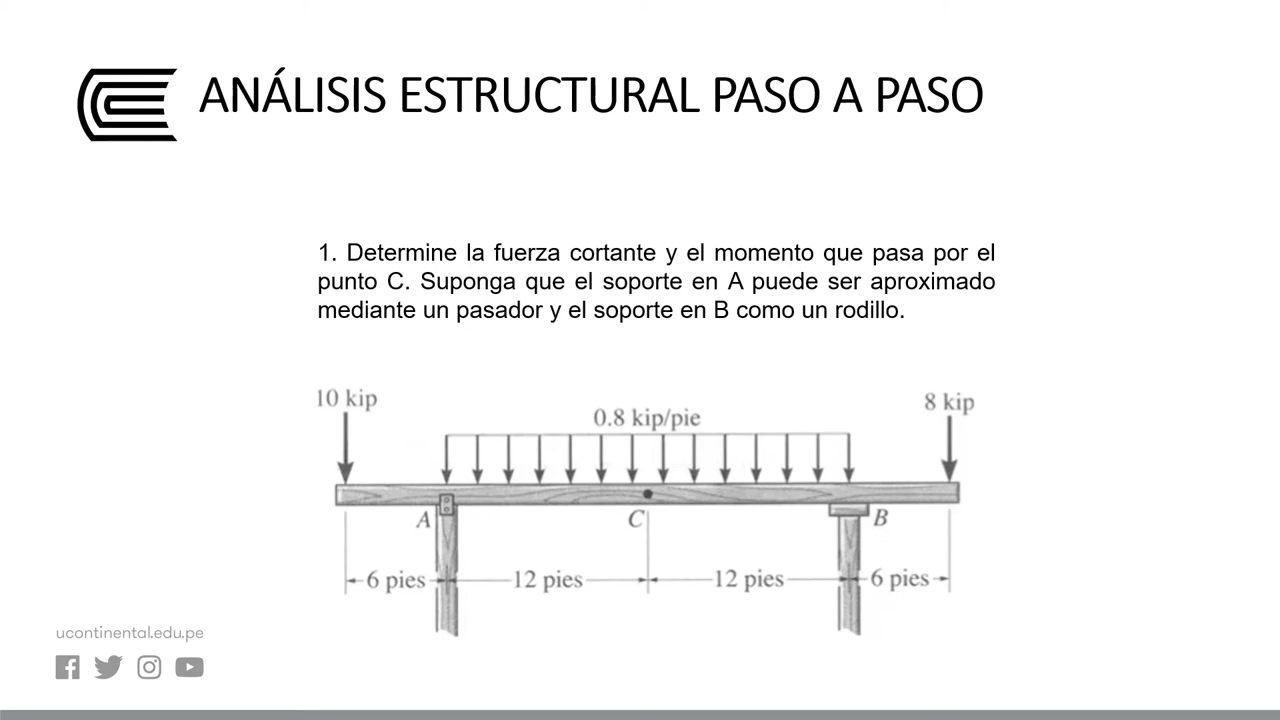 ANÁLISIS ESTRUCTURAL PASO A PASO
1. Determine la fuerza cortante y el momento que pasa por el
punto C. Suponga que el soporte en A puede ser aproximado
mediante un pasador y el soporte en B como un rodillo.
10 kip
8 kip
0.8 kip/pie
A
C
B
6 pies
12 pies
12 pies
6 pies
ucontinental.edu.pe